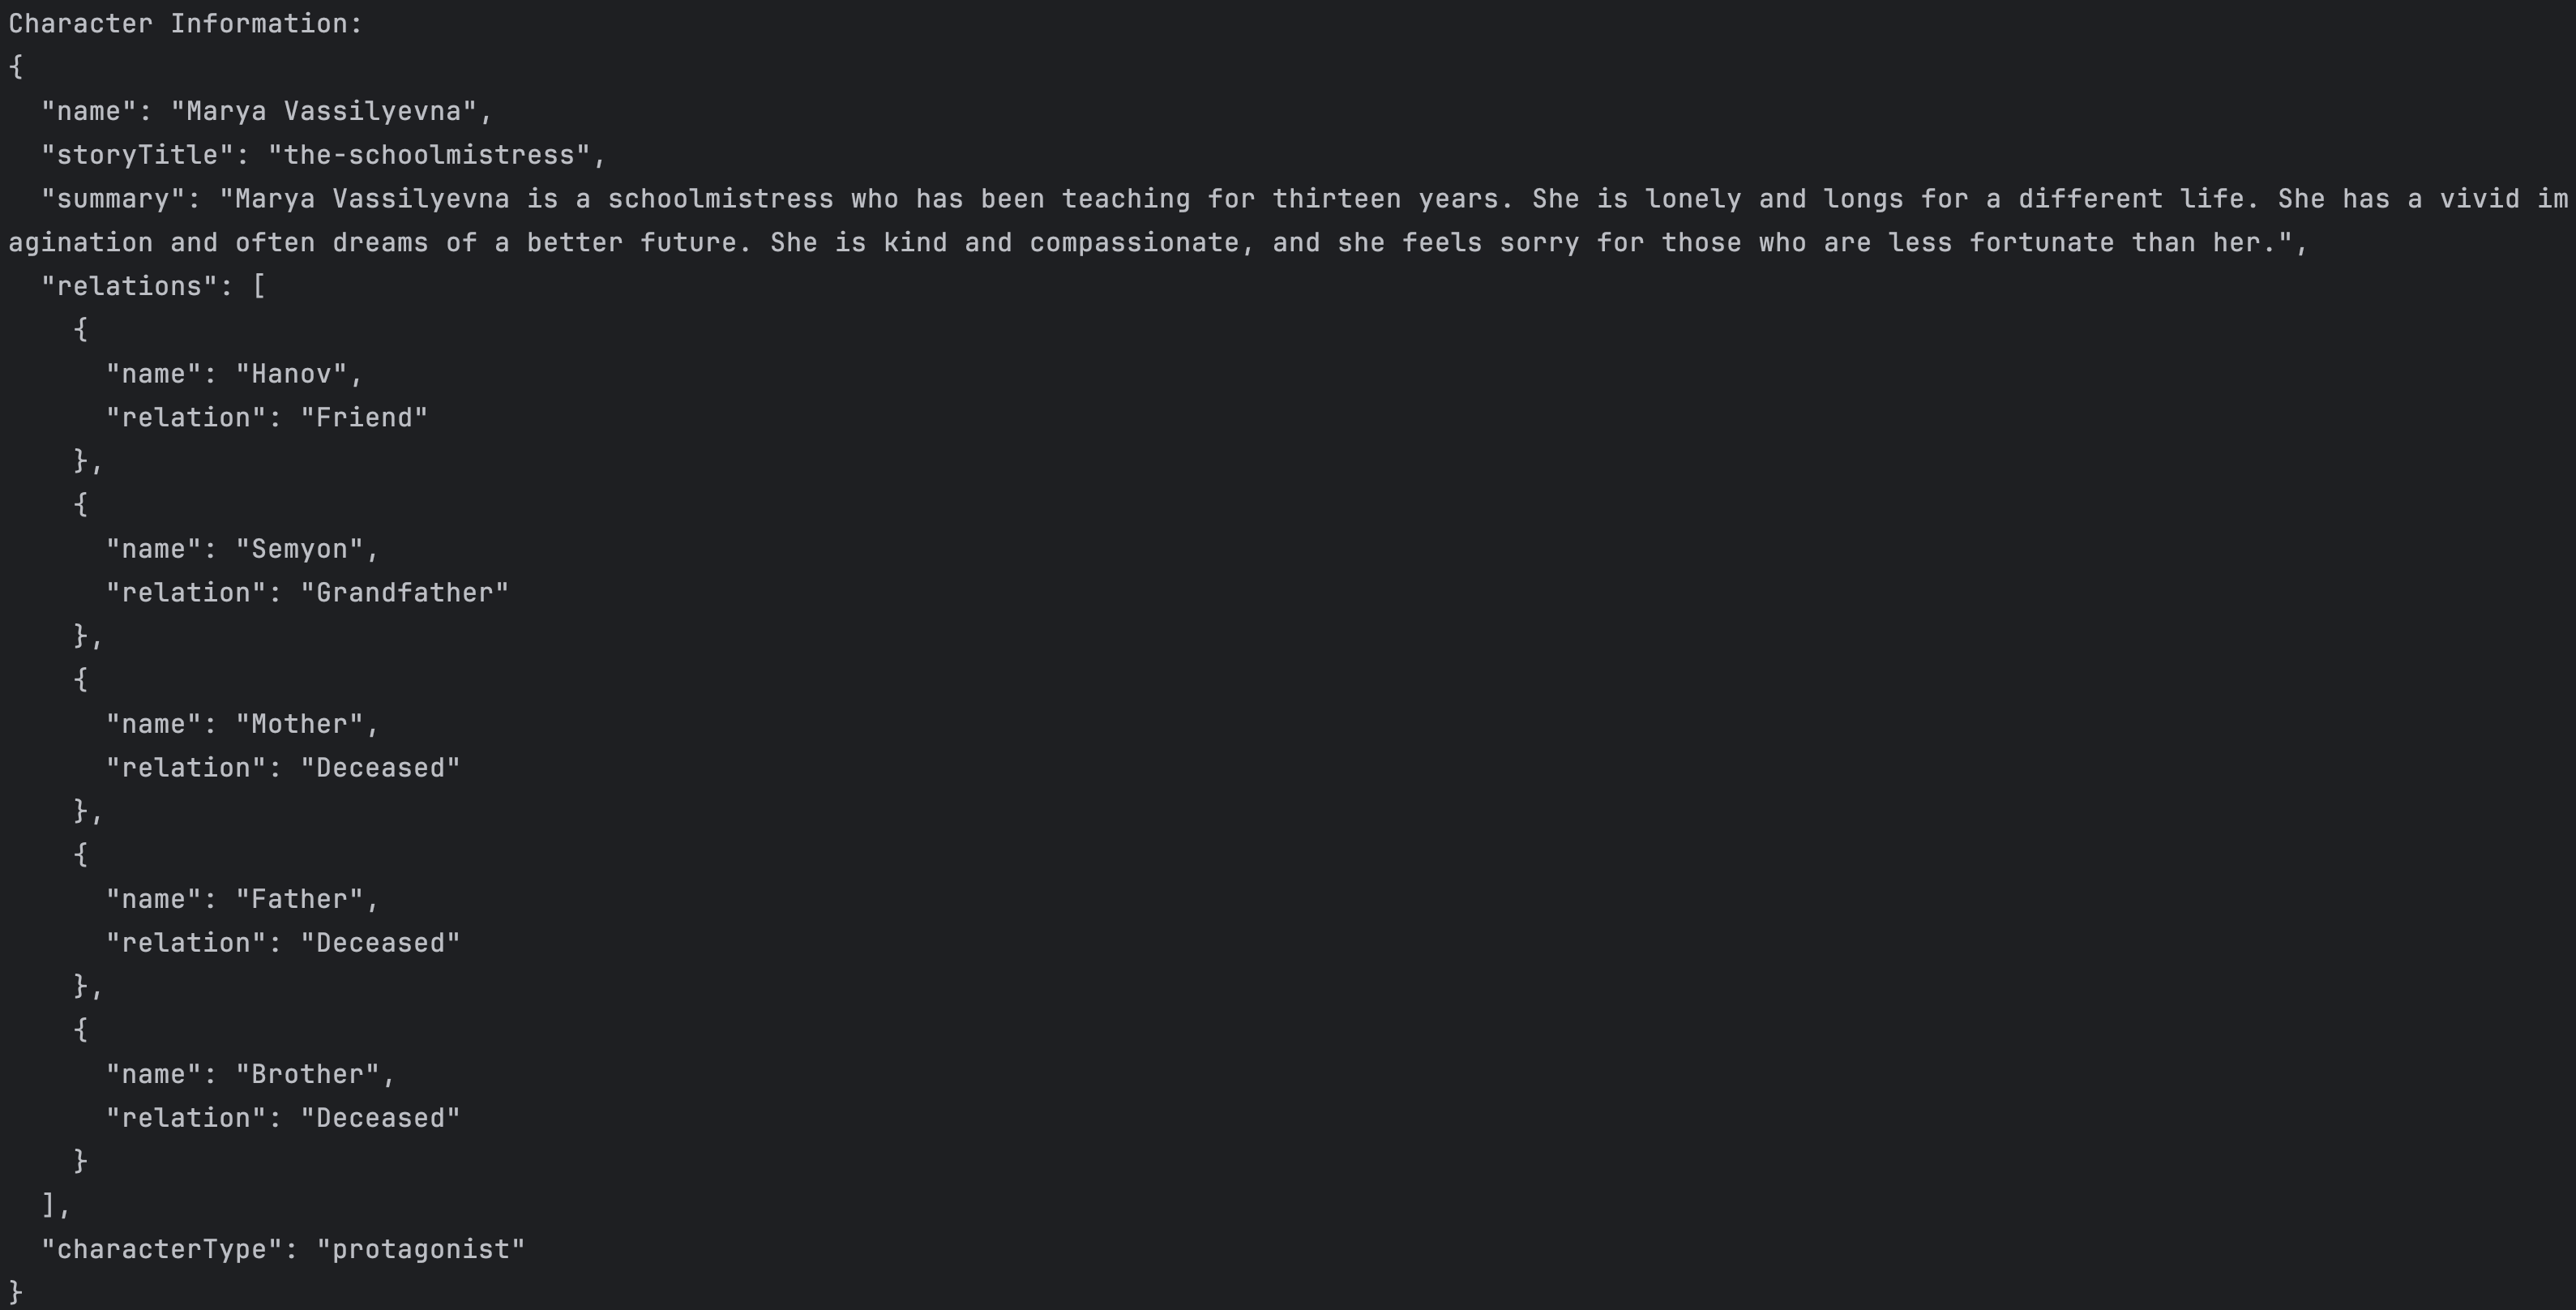 Character Information:
{
  "name": "Marya Vassilyevna",
  "storyTitle": "the-schoolmistress",
  "summary": "Marya Vassilyevna is a schoolmistress who has been teaching for thirteen years. She is lonely and longs for a different life. She has a vivid im
agination and often dreams of a better future. She is kind and compassionate, and she feels sorry for those who are less fortunate than her.",
  "relations": [
    {
      "name": "Hanov",
      "relation": "Friend"
    },
    {
      "name": "Semyon",
      "relation": "Grandfather"
    },
    {
      "name": "Mother",
      "relation": "Deceased"
    },
    {
      "name": "Father",
      "relation": "Deceased"
    },
    {
      "name": "Brother",
      "relation": "Deceased"
    }
  ],
  "characterType": "protagonist"
}